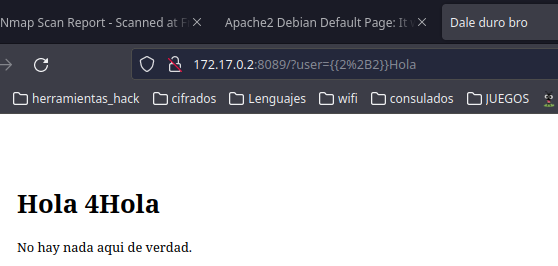 Nmap Scan Report - Scanned at F
Apache2 Debian Default Page: It w
Dale duro bro
172.17.0.2:8089/?user={{2%2B2}}Hola
herramientas_hack
cifrados
Lenguajes
wifi
consulados
JUEGOS
Hola 4Hola
No hay nada aqui de verdad.